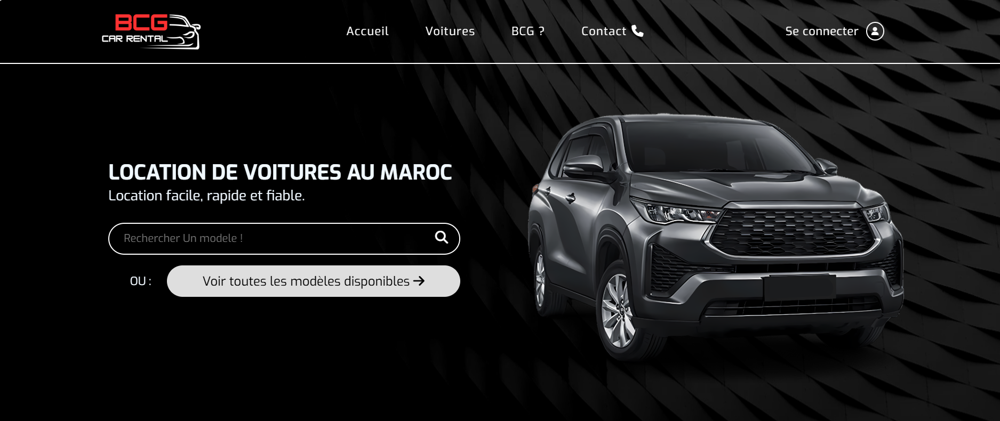 BCG
CAR RENTAL
Accueil
Voitures
BCG ?
Contact
Se connecter
LOCATION DE VOITURES AU MAROC
Location facile, rapide et fiable.
Rechercher Un modele !
OU :
Voir toutes les modèles disponibles →